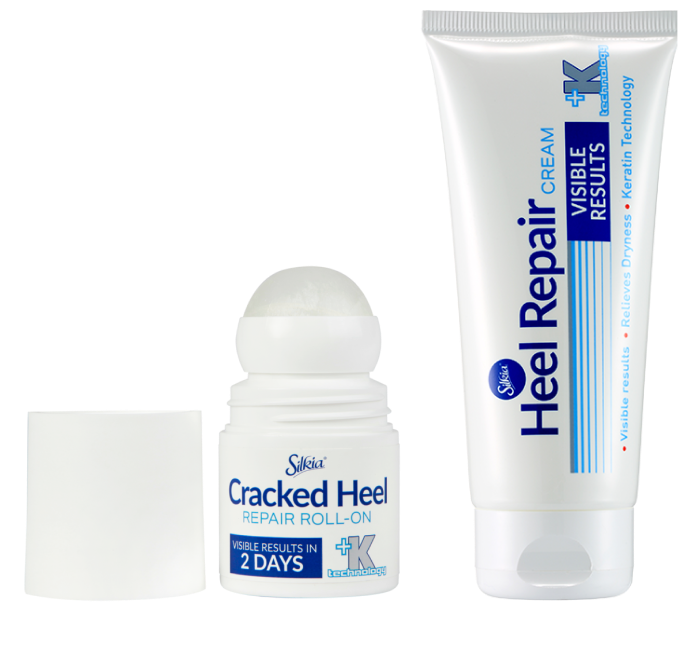 Silkia
Cracked Heel
REPAIR ROLL-ON
VISIBLE RESULTS IN
2 DAYS
+K
technology
Silkia
Heel Repair
CREAM
VISIBLE
RESULTS
+K
technology
• Visible results • Relieves Dryness • Keratin Technology